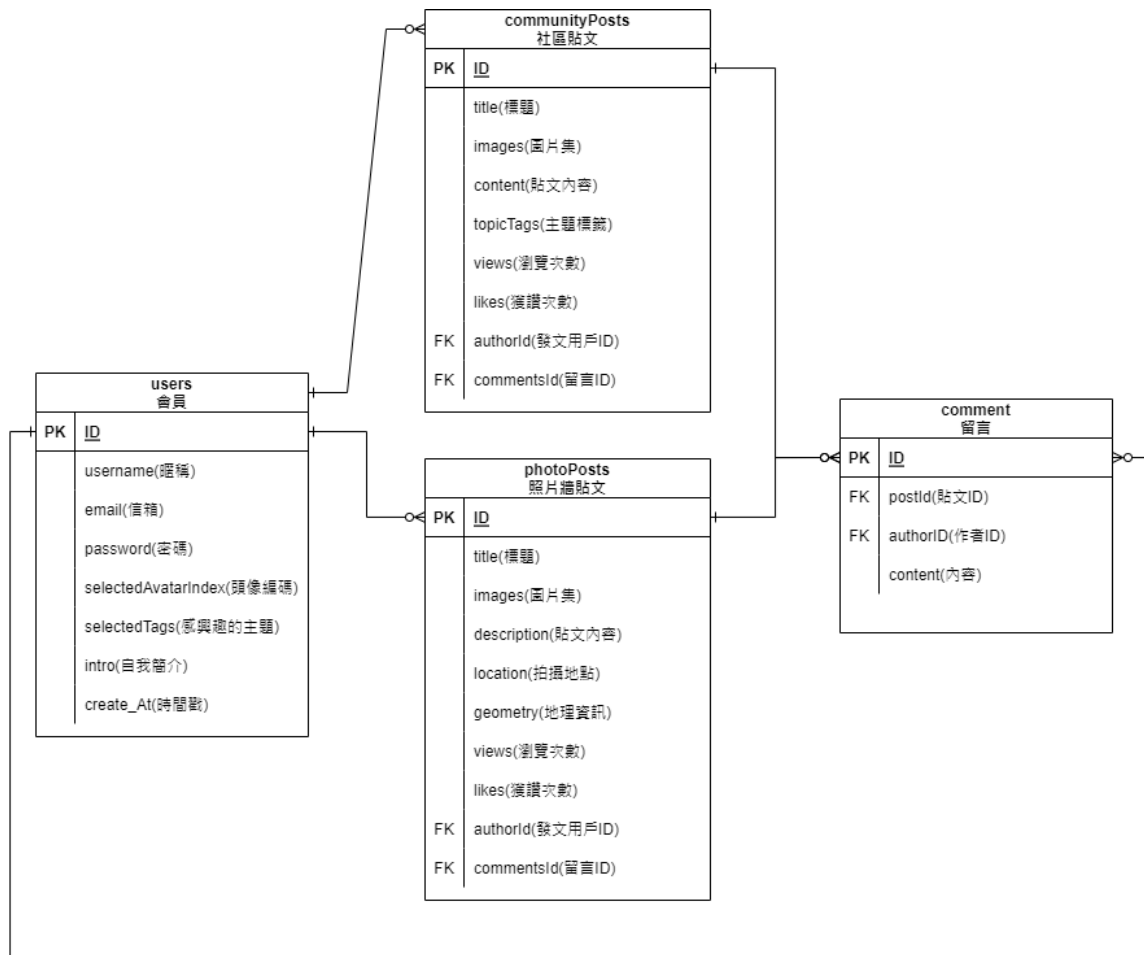 communityPosts
社區貼文
PK ID
title(標題)
images(圖片集)
content(貼文內容)
topicTags(主題標籤)
views(瀏覽次數)
likes(獲讚次數)
FK authorId(發文用戶ID)
FK commentsId(留言ID)
users
會員
PK ID
username(暱稱)
email(信箱)
password(密碼)
selectedAvatarIndex(頭像編碼)
selectedTags(感興趣的主題)
intro(自我簡介)
create_At(時間戳)
photoPosts
照片牆貼文
PK ID
title(標題)
images(圖片集)
description(貼文內容)
location(拍攝地點)
geometry(地理資訊)
views(瀏覽次數)
likes(獲讚次數)
FK authorId(發文用戶ID)
FK commentsId(留言ID)
comment
留言
PK ID
FK postId(貼文ID)
FK authorID(作者ID)
content(內容)